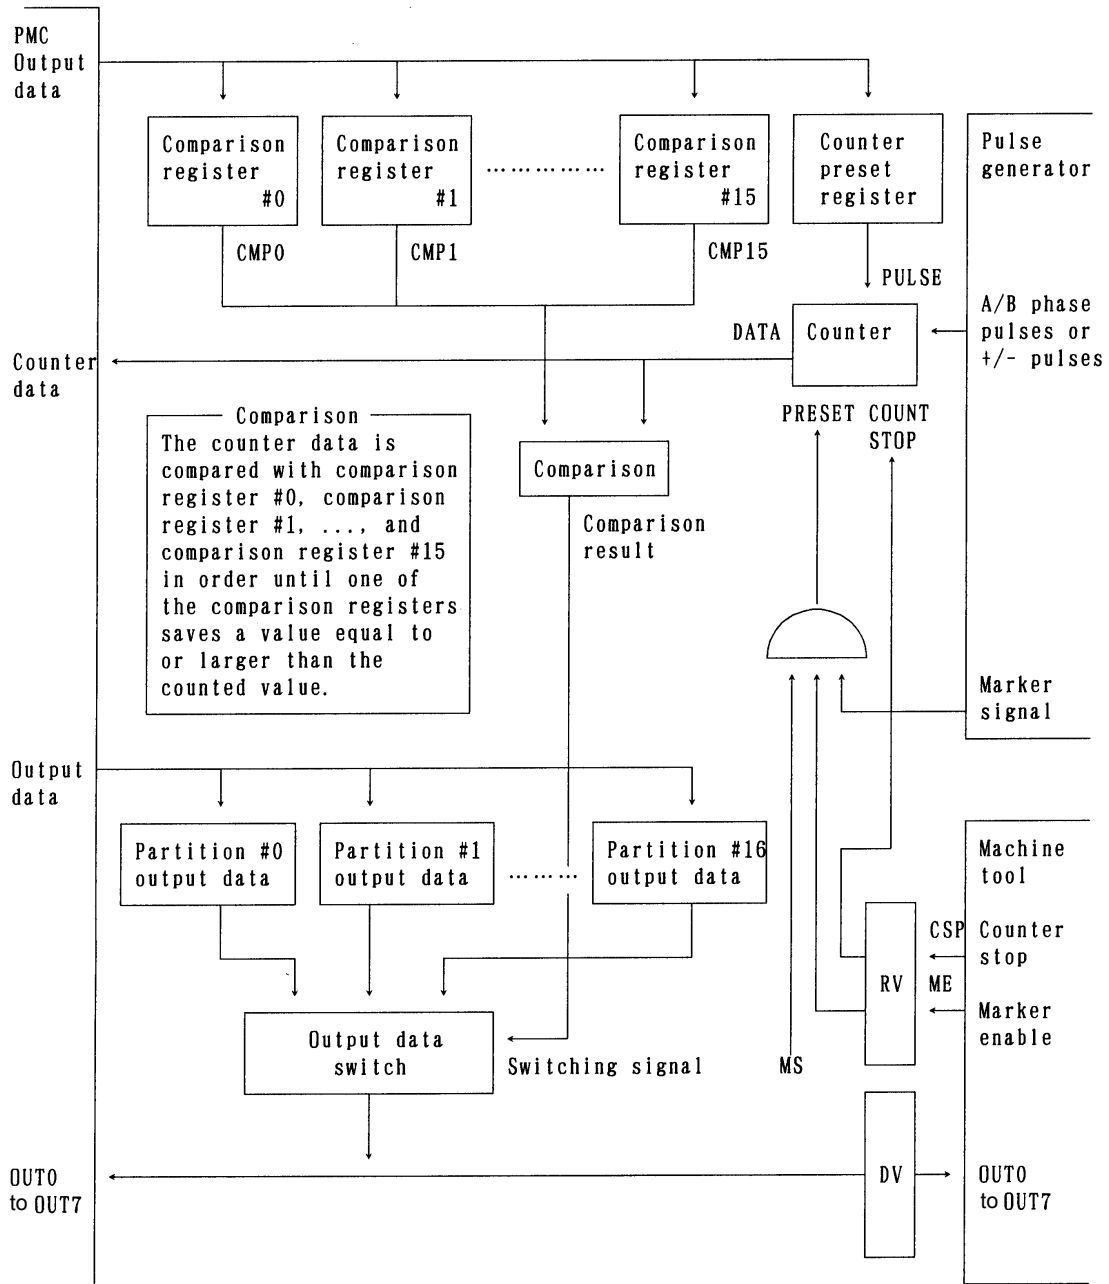 PMC
Output
data
Comparison
register
#0
Comparison
register
#1
...............
Comparison
register
#15
Counter
preset
register
Pulse
generator
CMP0
CMP1
CMP15
PULSE
DATA
Counter
A/B phase
pulses or
+/- pulses
Counter
data
PRESET COUNT
STOP
Comparison
The counter data is
compared with comparison
register #0, comparison
register #1, ..., and
comparison register #15
in order until one of
the comparison registers
saves a value equal to
or larger than the
counted value.
Comparison
Comparison
result
Marker
signal
Output
data
Partition #0
output data
Partition #1
output data
.........
Partition #16
output data
Machine
tool
CSP
Counter
stop
RV
ME
Marker
enable
Output data
switch
Switching signal
MS
OUT0
to OUT7
DV
OUT0
to OUT7